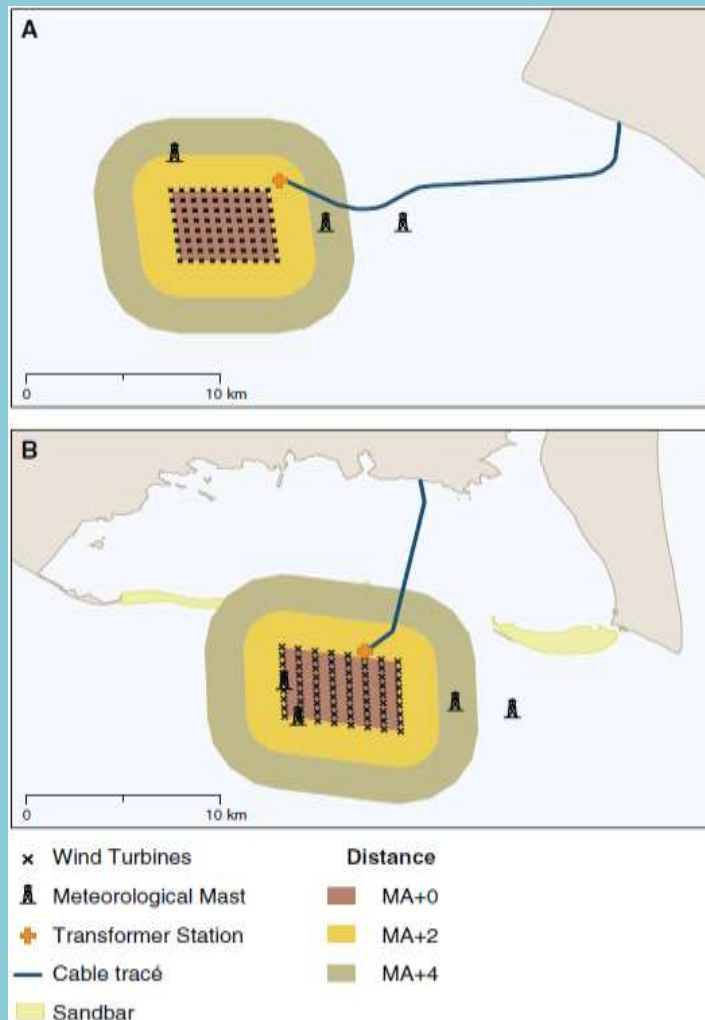 A
0 10 km
B
0 10 km
Wind Turbines
Meteorological Mast
Transformer Station
Cable tracé
Sandbar
Distance
MA+0
MA+2
MA+4